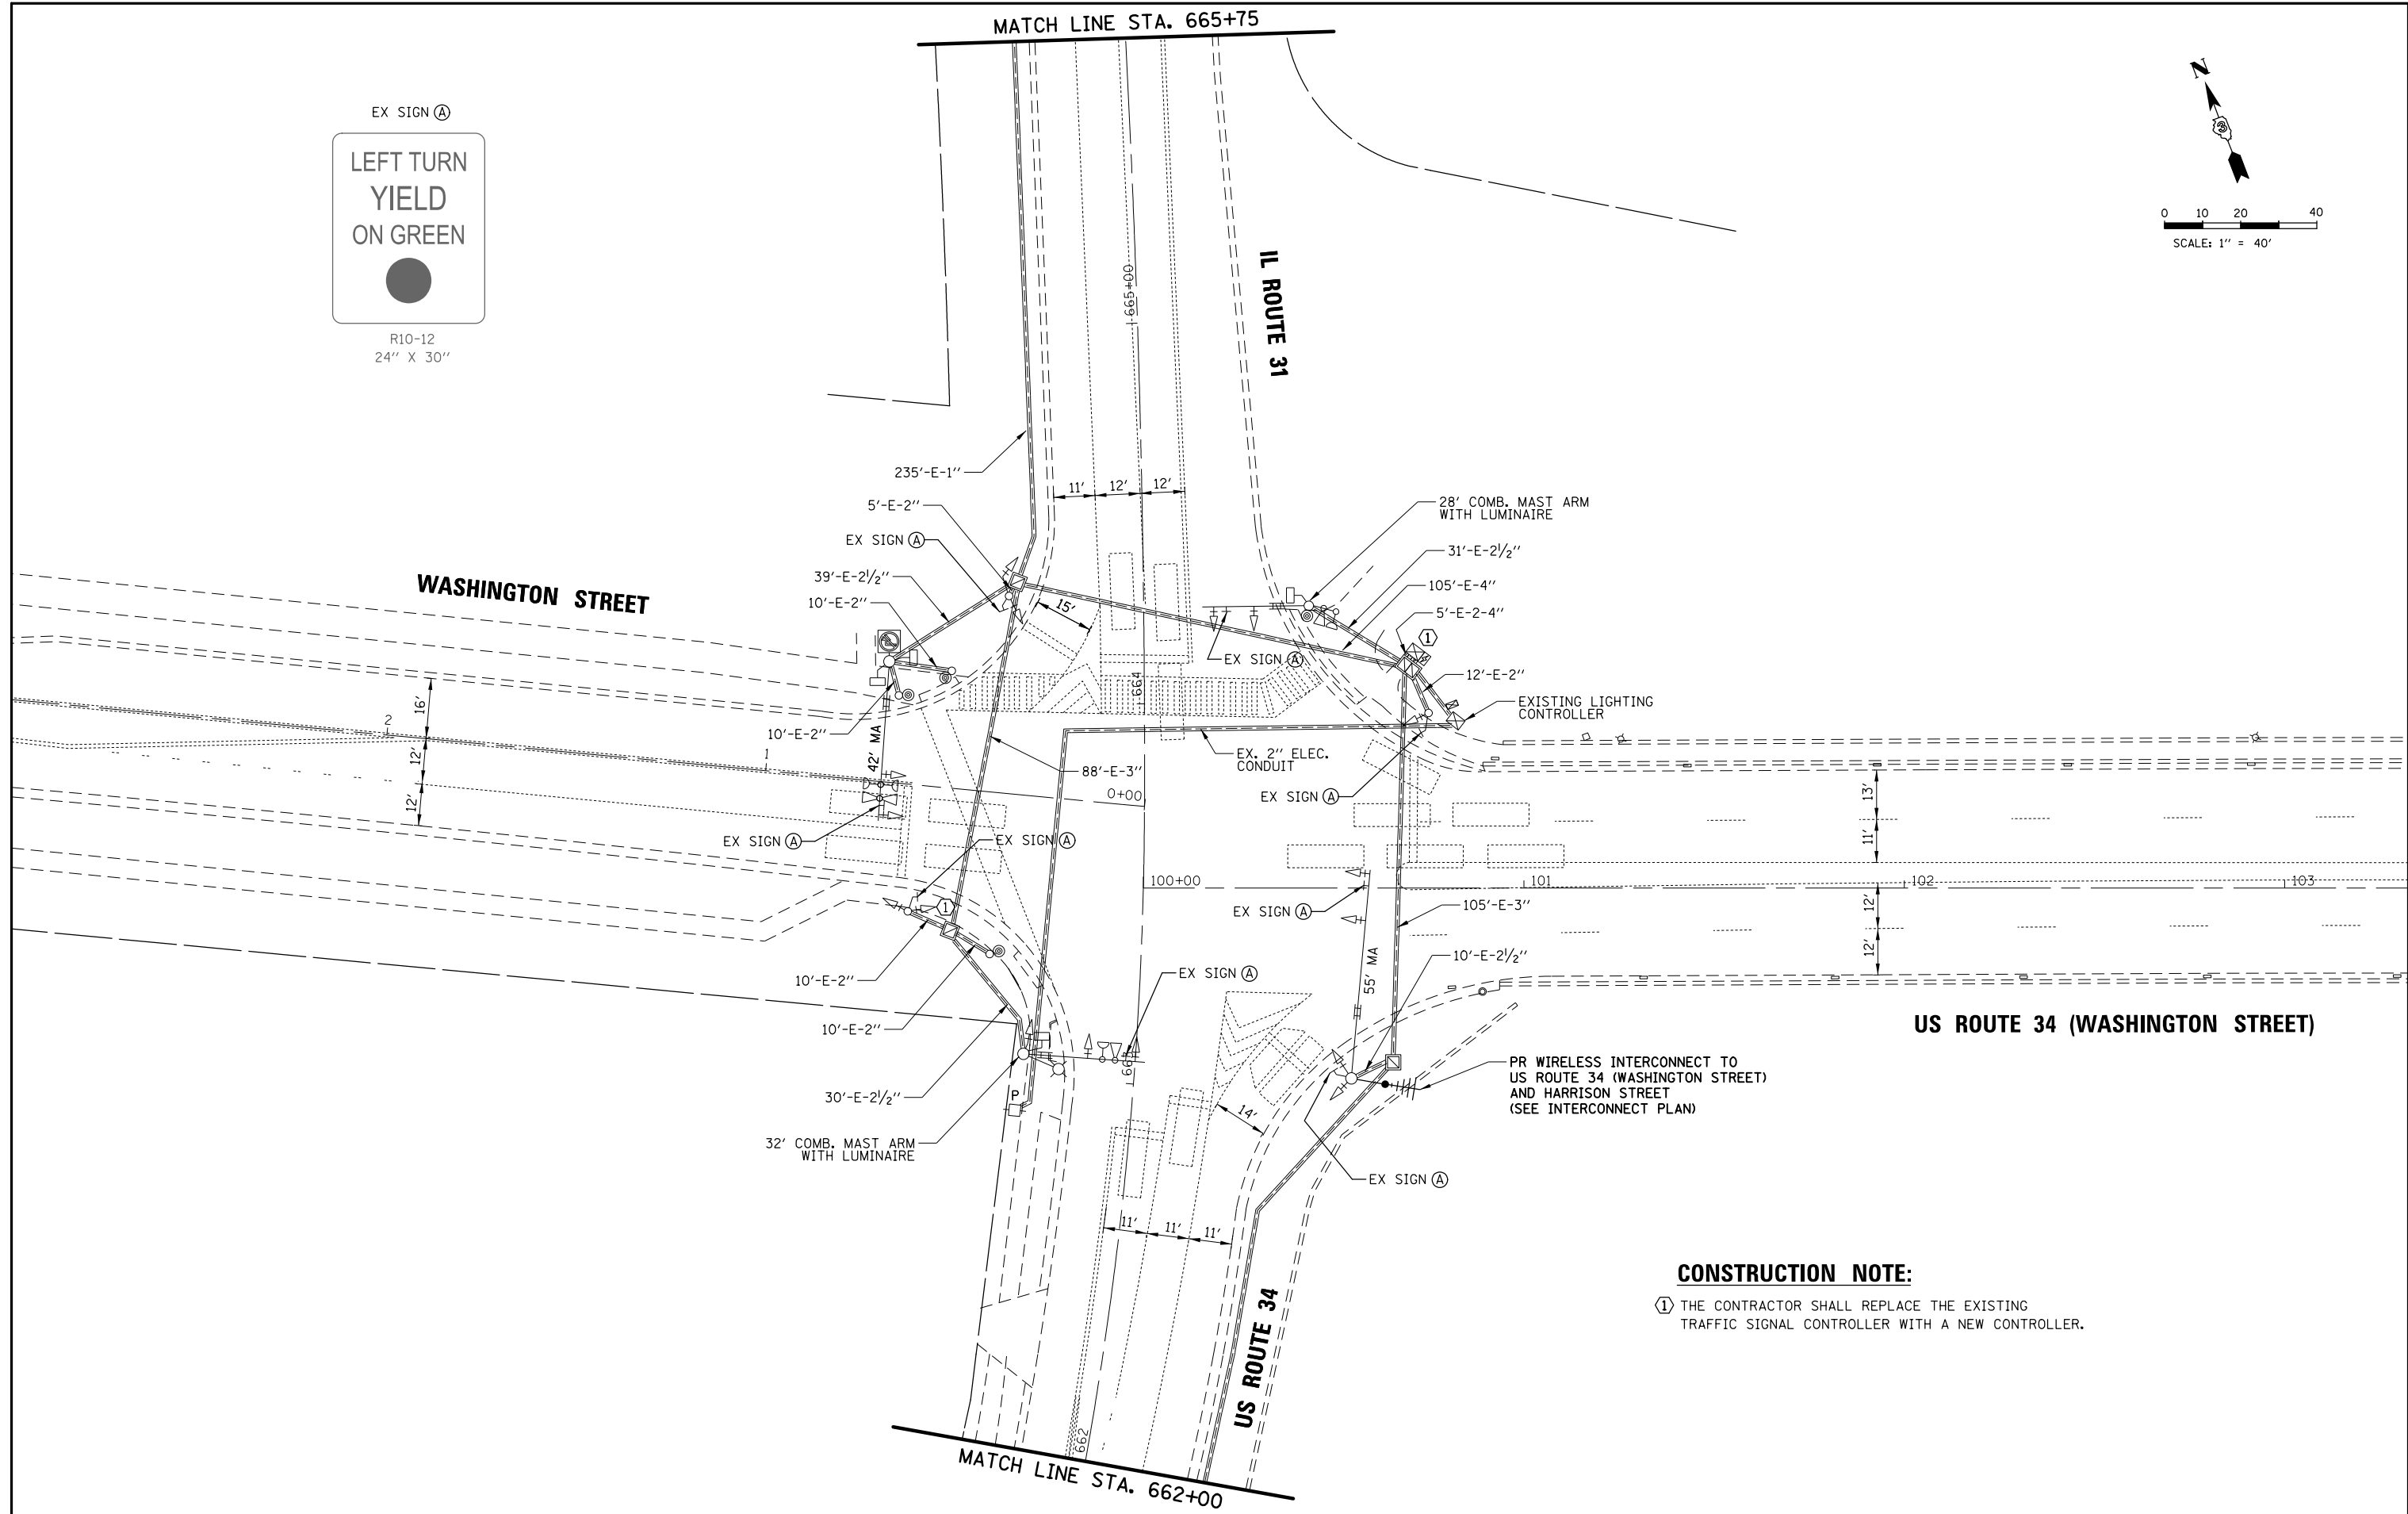 MATCH LINE STA. 665+75
EX SIGN Ⓐ
LEFT TURN
YIELD
ON GREEN
R10-12
24'' X 30''
N
3
0 10 20 40
SCALE: 1'' = 40'
665+00
IL ROUTE 31
235'-E-1''
11' 12' 12'
5'-E-2''
EX SIGN Ⓐ
28' COMB. MAST ARM
WITH LUMINAIRE
31'-E-2½''
WASHINGTON STREET
39'-E-2½''
105'-E-4''
10'-E-2''
15'
5'-E-2-4''
1
EX SIGN Ⓐ
12'-E-2''
664
EXISTING LIGHTING
CONTROLLER
16'
2
10'-E-2''
42' MA
1
12'
EX. 2'' ELEC.
CONDUIT
88'-E-3''
0+00
12'
EX SIGN Ⓐ
13'
11'
EX SIGN Ⓐ
EX SIGN Ⓐ
100+00
101
102
103
1
EX SIGN Ⓐ
105'-E-3''
12'
12'
10'-E-2''
EX SIGN Ⓐ
55' MA
10'-E-2½''
10'-E-2''
US ROUTE 34 (WASHINGTON STREET)
663
PR WIRELESS INTERCONNECT TO
US ROUTE 34 (WASHINGTON STREET)
AND HARRISON STREET
(SEE INTERCONNECT PLAN)
30'-E-2½''
P
14'
32' COMB. MAST ARM
WITH LUMINAIRE
EX SIGN Ⓐ
11' 11' 11'
US ROUTE 34
CONSTRUCTION NOTE:
1 THE CONTRACTOR SHALL REPLACE THE EXISTING
TRAFFIC SIGNAL CONTROLLER WITH A NEW CONTROLLER.
662
MATCH LINE STA. 662+00